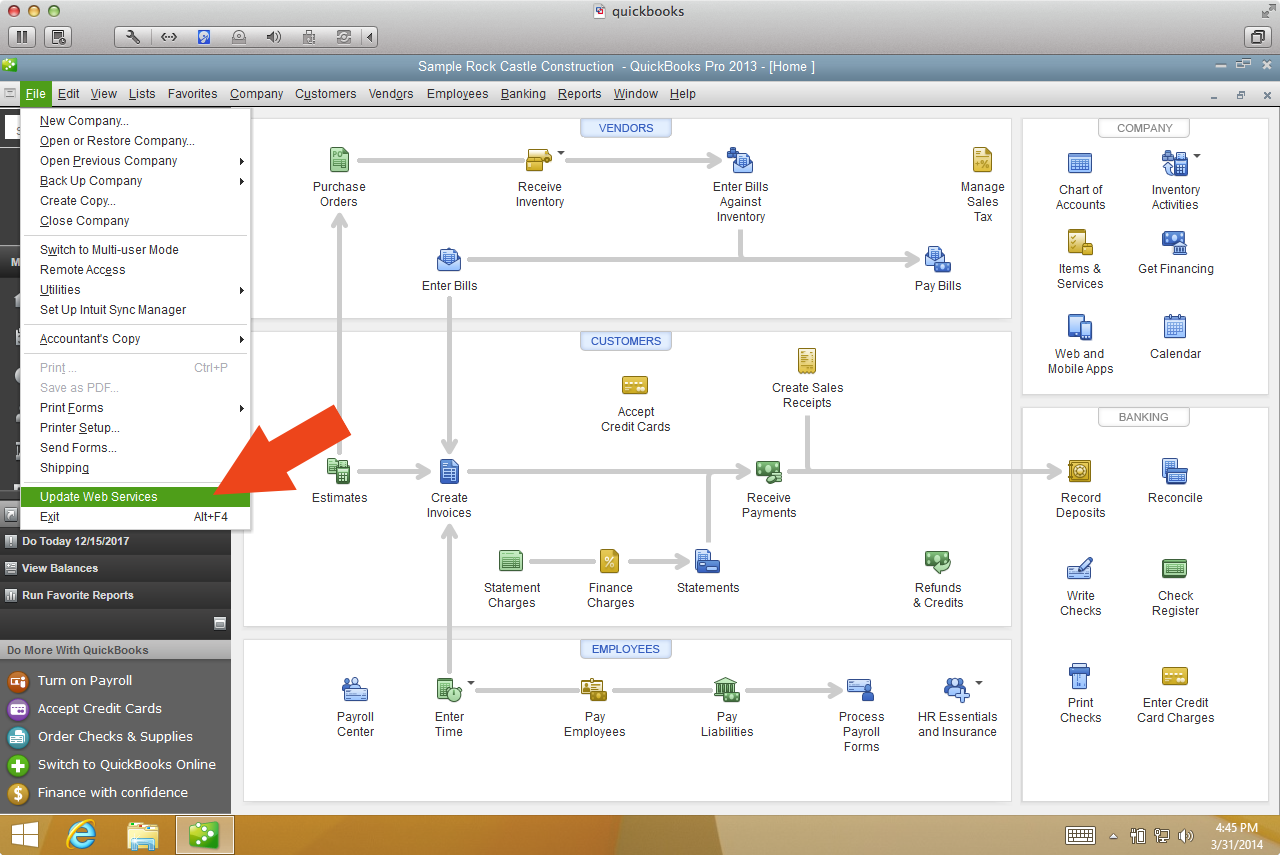 quickbooks
Sample Rock Castle Construction - QuickBooks Pro 2013 - [Home ]
File Edit View Lists Favorites Company Customers Vendors Employees Banking Reports Window Help
New Company...
Open or Restore Company...
Open Previous Company
Back Up Company
Create Copy...
Close Company
Switch to Multi-user Mode
Remote Access
Utilities
Set Up Intuit Sync Manager
Accountant's Copy
Print ... Ctrl+P
Save as PDF...
Print Forms
Printer Setup...
Send Forms...
Shipping
Update Web Services
Exit Alt+F4
Do Today 12/15/2017
View Balances
Run Favorite Reports
Do More With QuickBooks
Turn on Payroll
Accept Credit Cards
Order Checks & Supplies
Switch to QuickBooks Online
Finance with confidence
VENDORS
Purchase
Orders
Receive
Inventory
Enter Bills
Against
Inventory
Manage
Sales
Tax
Enter Bills
Pay Bills
CUSTOMERS
Accept
Credit Cards
Create Sales
Receipts
Estimates
Create
Invoices
Receive
Payments
Statement
Charges
Finance
Charges
Statements
Refunds
& Credits
EMPLOYEES
Payroll
Center
Enter
Time
Pay
Employees
Pay
Liabilities
Process
Payroll
Forms
HR Essentials
and Insurance
COMPANY
Chart of
Accounts
Inventory
Activities
Items &
Services
Get Financing
Web and
Mobile Apps
Calendar
BANKING
Record
Deposits
Reconcile
Write
Checks
Check
Register
Print
Checks
Enter Credit
Card Charges
4:45 PM
3/31/2014